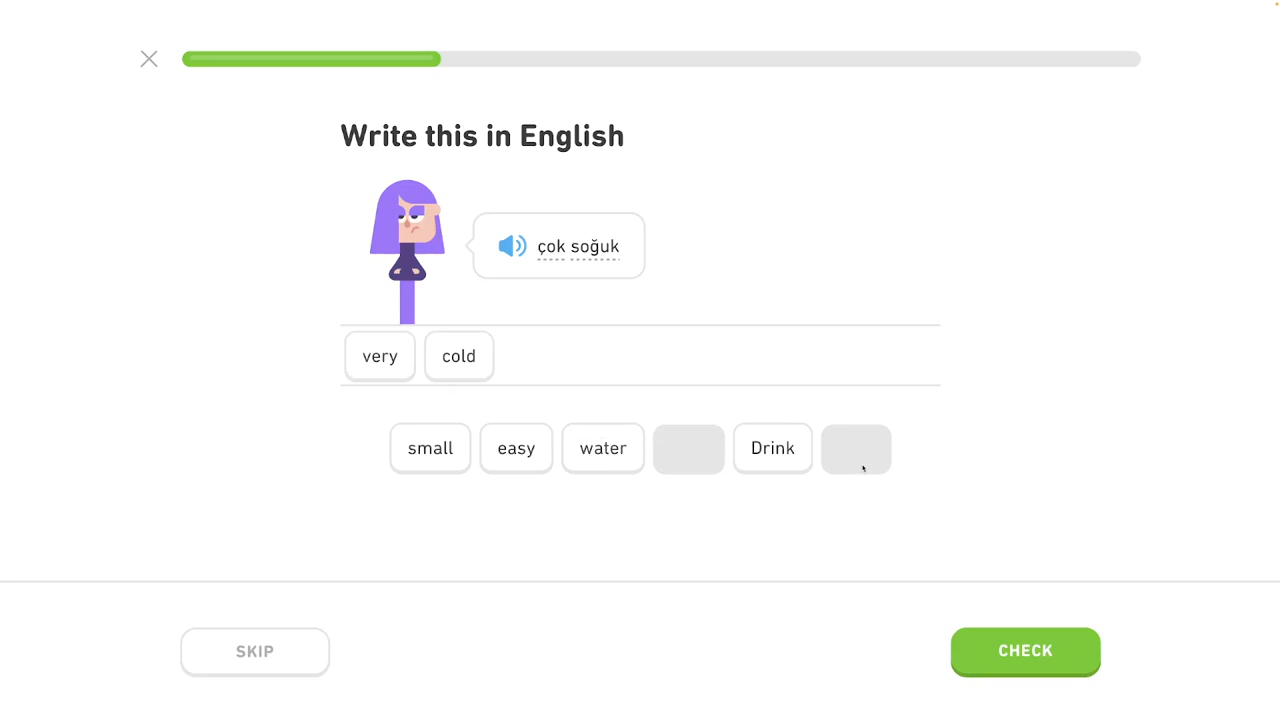 Write this in English
çok soğuk
very cold
small easy water Drink
SKIP CHECK